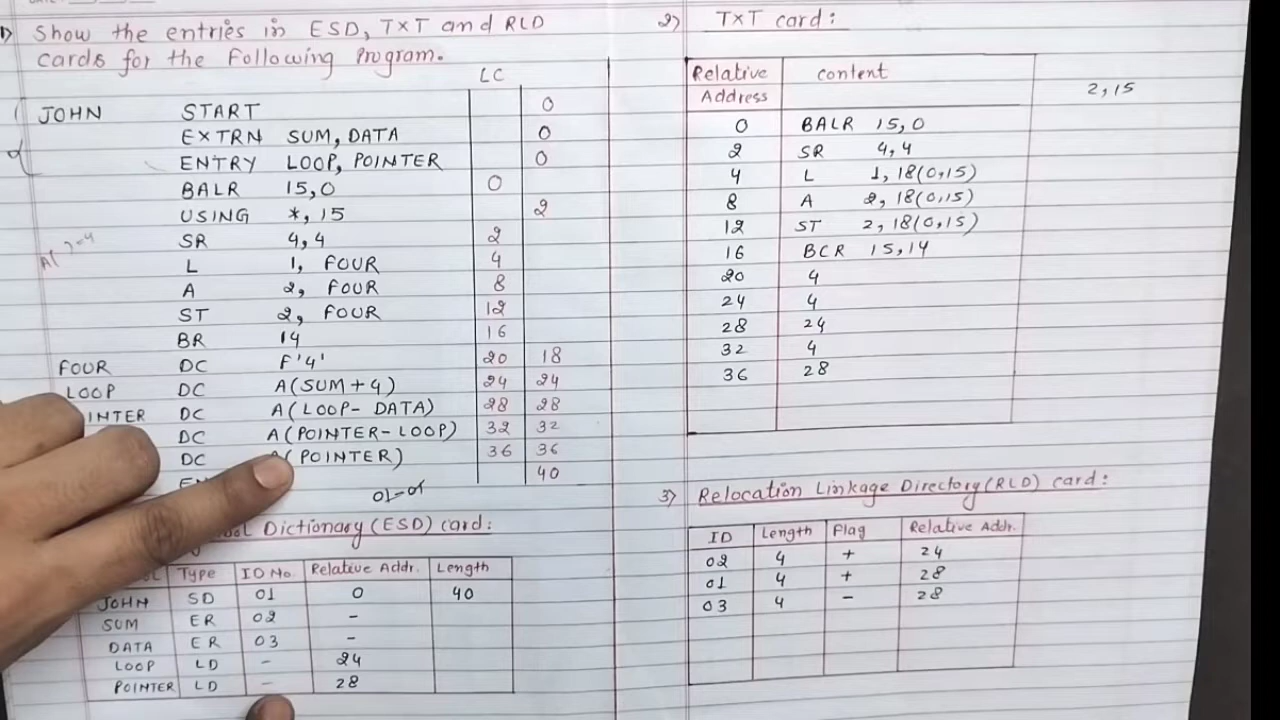 1) Show the entries in ESD, TXT and RLD
cards for the Following Program.
LC
JOHN START 0
EXTRN SUM, DATA 0
ENTRY LOOP, POINTER 0
BALR 15,0 0
USING *, 15 2
SR 4,4 2
L 1, FOUR 4
A 2, FOUR 8
ST 2, FOUR 12
BR 14 16
FOUR DC F'4' 20 18
LOOP DC A(SUM+4) 24 24
INTER DC A(LOOP- DATA) 28 28
DC A(POINTER-LOOP) 32 32
DC (POINTER) 36 36
40
Dictionary (ESD) card:
Type ID No. Relative Addr. Length
JOHN SD 01 0 40
SUM ER 02 -
DATA ER 03 -
LOOP LD - 24
POINTER LD - 28
2) TXT card:
Relative Address content
2,15
0 BALR 15,0
2 SR 4,4
4 L 1, 18(0,15)
8 A 2, 18(0,15)
12 ST 2, 18(0,15)
16 BCR 15,14
20 4
24 4
28 24
32 4
36 28
3) Relocation Linkage Directory (RLD) card:
ID Length Flag Relative Addr.
02 4 + 24
01 4 + 28
03 4 - 28